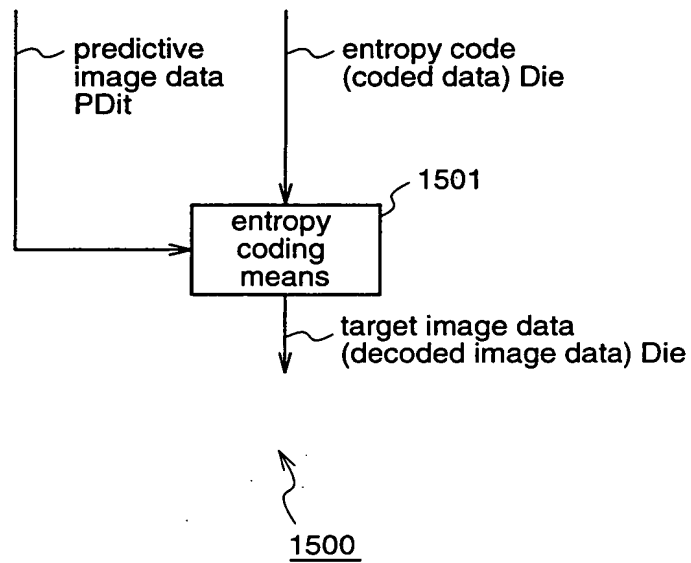 predictive
image data
PDit
entropy code
(coded data) Die
1501
entropy
coding
means
target image data
(decoded image data) Die
1500